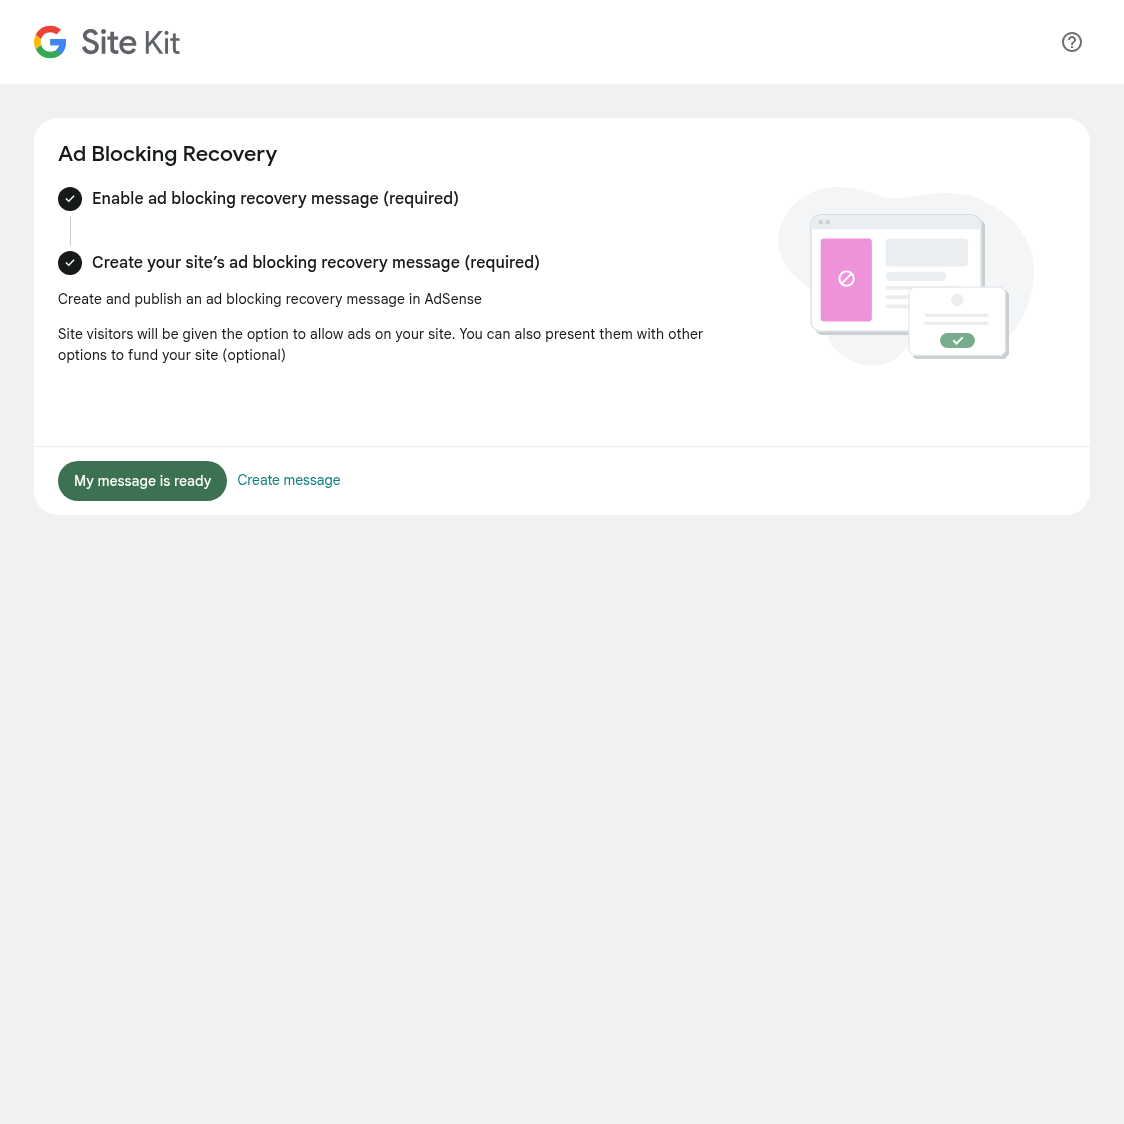 Site Kit
Ad Blocking Recovery
Enable ad blocking recovery message (required)
Create your site’s ad blocking recovery message (required)
Create and publish an ad blocking recovery message in AdSense
Site visitors will be given the option to allow ads on your site. You can also present them with other
options to fund your site (optional)
My message is ready
Create message